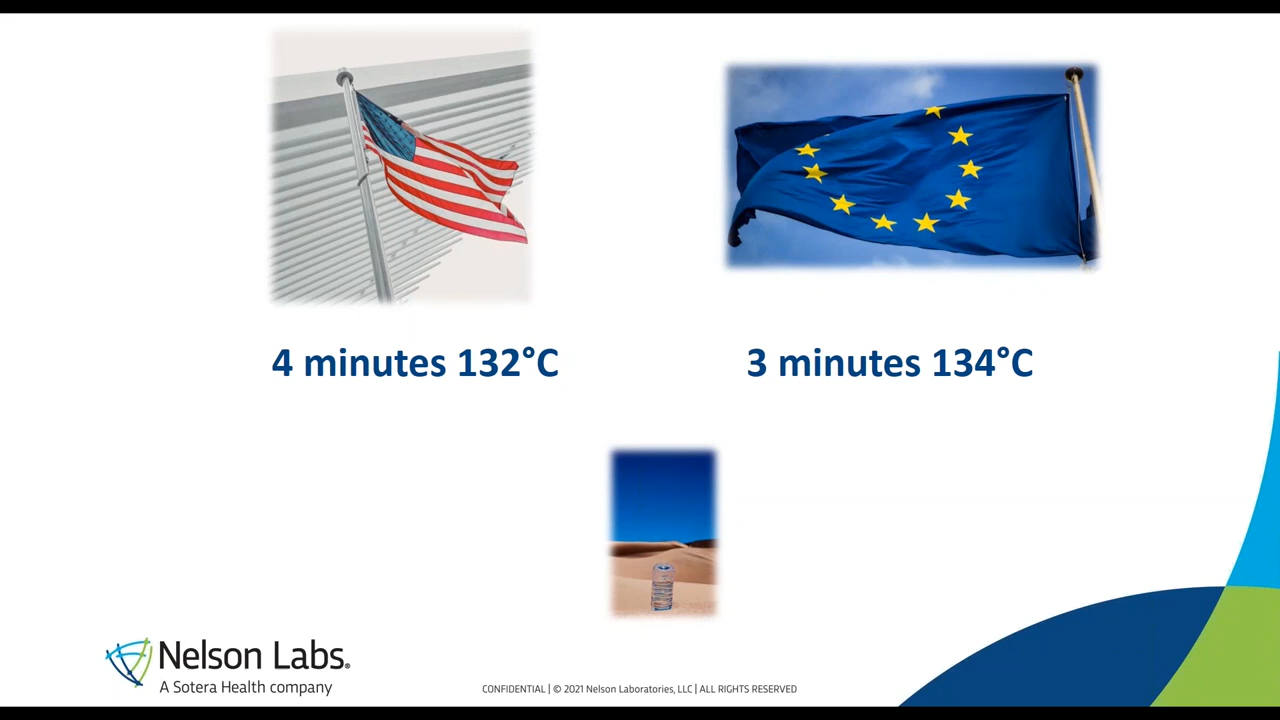 4 minutes 132°C
3 minutes 134°C
Nelson Labs®
A Sotera Health company
CONFIDENTIAL | © 2021 Nelson Laboratories, LLC | ALL RIGHTS RESERVED